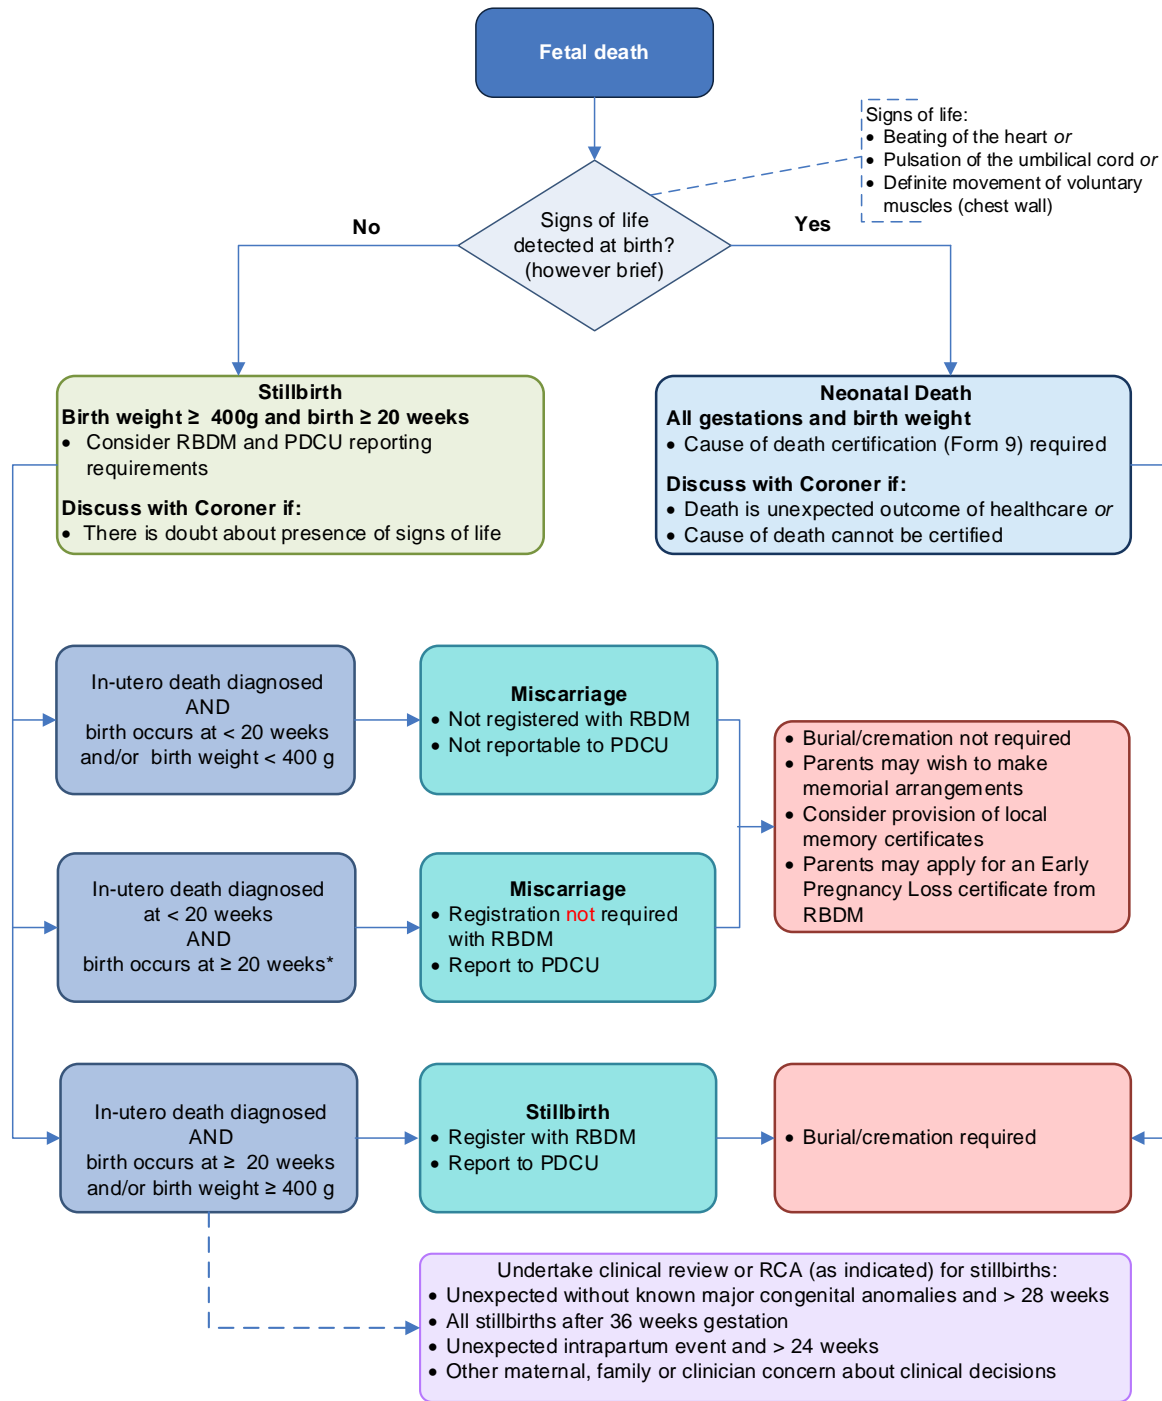 Fetal death
Signs of life:
• Beating of the heart or
• Pulsation of the umbilical cord or
• Definite movement of voluntary
muscles (chest wall)
Signs of life
detected at birth?
(however brief)
No
Yes
Stillbirth
Birth weight ≥ 400g and birth ≥ 20 weeks
• Consider RBDM and PDCU reporting
requirements
Discuss with Coroner if:
• There is doubt about presence of signs of life
Neonatal Death
All gestations and birth weight
• Cause of death certification (Form 9) required
Discuss with Coroner if:
• Death is unexpected outcome of healthcare or
• Cause of death cannot be certified
In-utero death diagnosed
AND
birth occurs at < 20 weeks
and/or birth weight < 400 g
Miscarriage
• Not registered with RBDM
• Not reportable to PDCU
• Burial/cremation not required
• Parents may wish to make
memorial arrangements
• Consider provision of local
memory certificates
• Parents may apply for an Early
Pregnancy Loss certificate from
RBDM
In-utero death diagnosed
at < 20 weeks
AND
birth occurs at ≥ 20 weeks*
Miscarriage
• Registration not required
with RBDM
• Report to PDCU
In-utero death diagnosed
AND
birth occurs at ≥ 20 weeks
and/or birth weight ≥ 400 g
Stillbirth
• Register with RBDM
• Report to PDCU
• Burial/cremation required
Undertake clinical review or RCA (as indicated) for stillbirths:
• Unexpected without known major congenital anomalies and > 28 weeks
• All stillbirths after 36 weeks gestation
• Unexpected intrapartum event and > 24 weeks
• Other maternal, family or clinician concern about clinical decisions